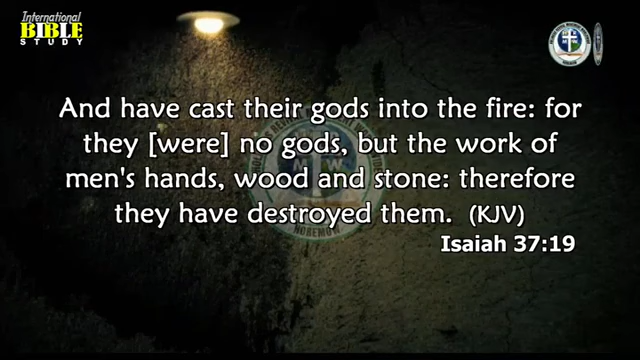 International
BIBLE
STUDY
And have cast their gods into the fire: for
they [were] no gods, but the work of
men's hands, wood and stone: therefore
they have destroyed them. (KJV)
Isaiah 37:19